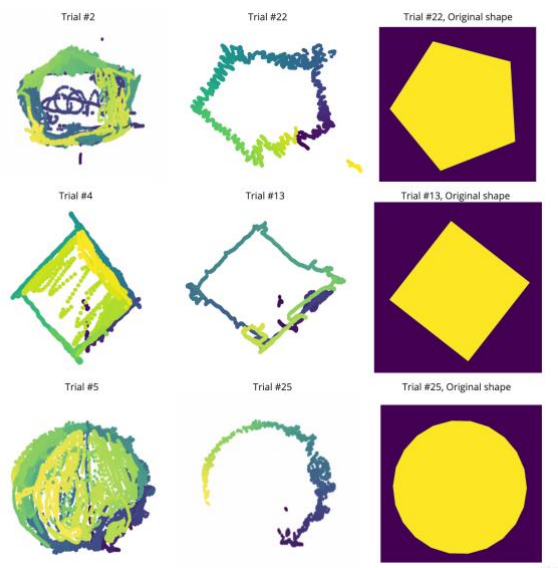 Trial #2
Trial #22
Trial #22, Original shape
Trial #4
Trial #13
Trial #13, Original shape
Trial #5
Trial #25
Trial #25, Original shape